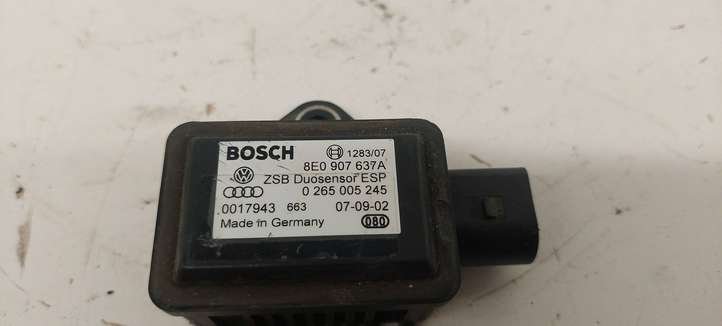 BOSCH 1283/07
8E0 907 637A
ZSB Duosensor ESP
0 265 005 245
0017943 663 07-09-02
Made in Germany 080